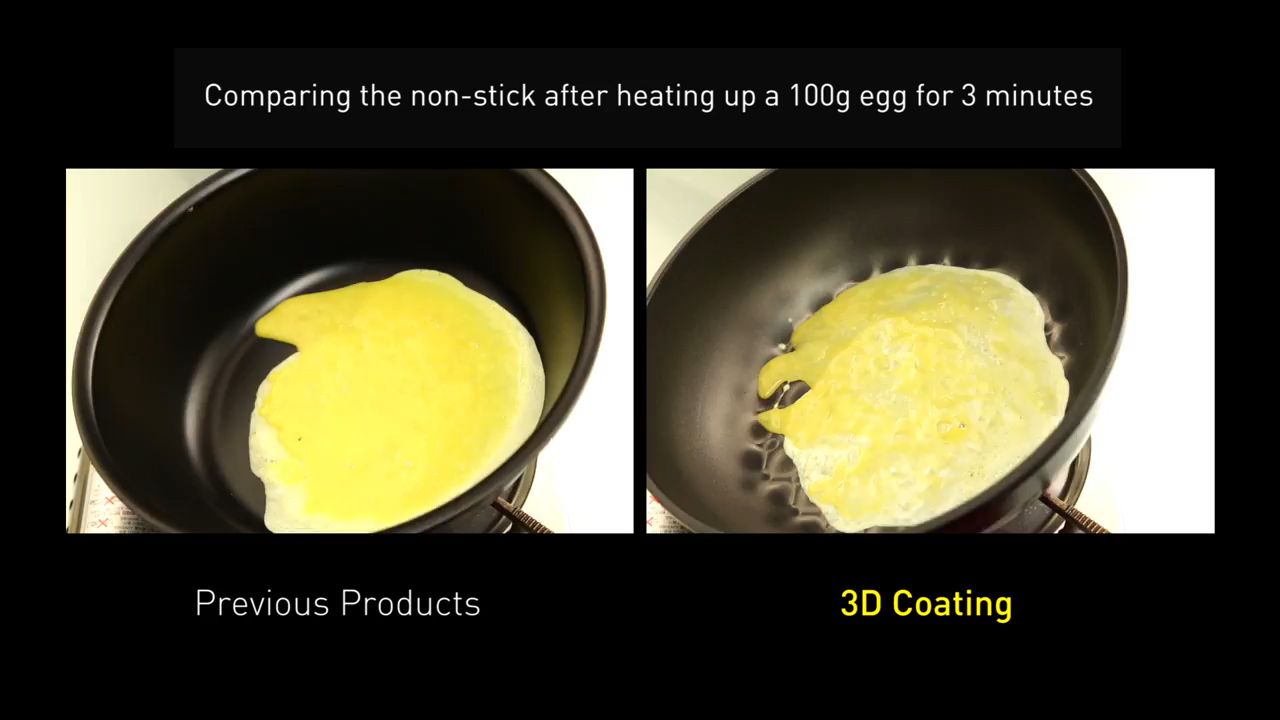 Comparing the non-stick after heating up a 100g egg for 3 minutes
Previous Products
3D Coating